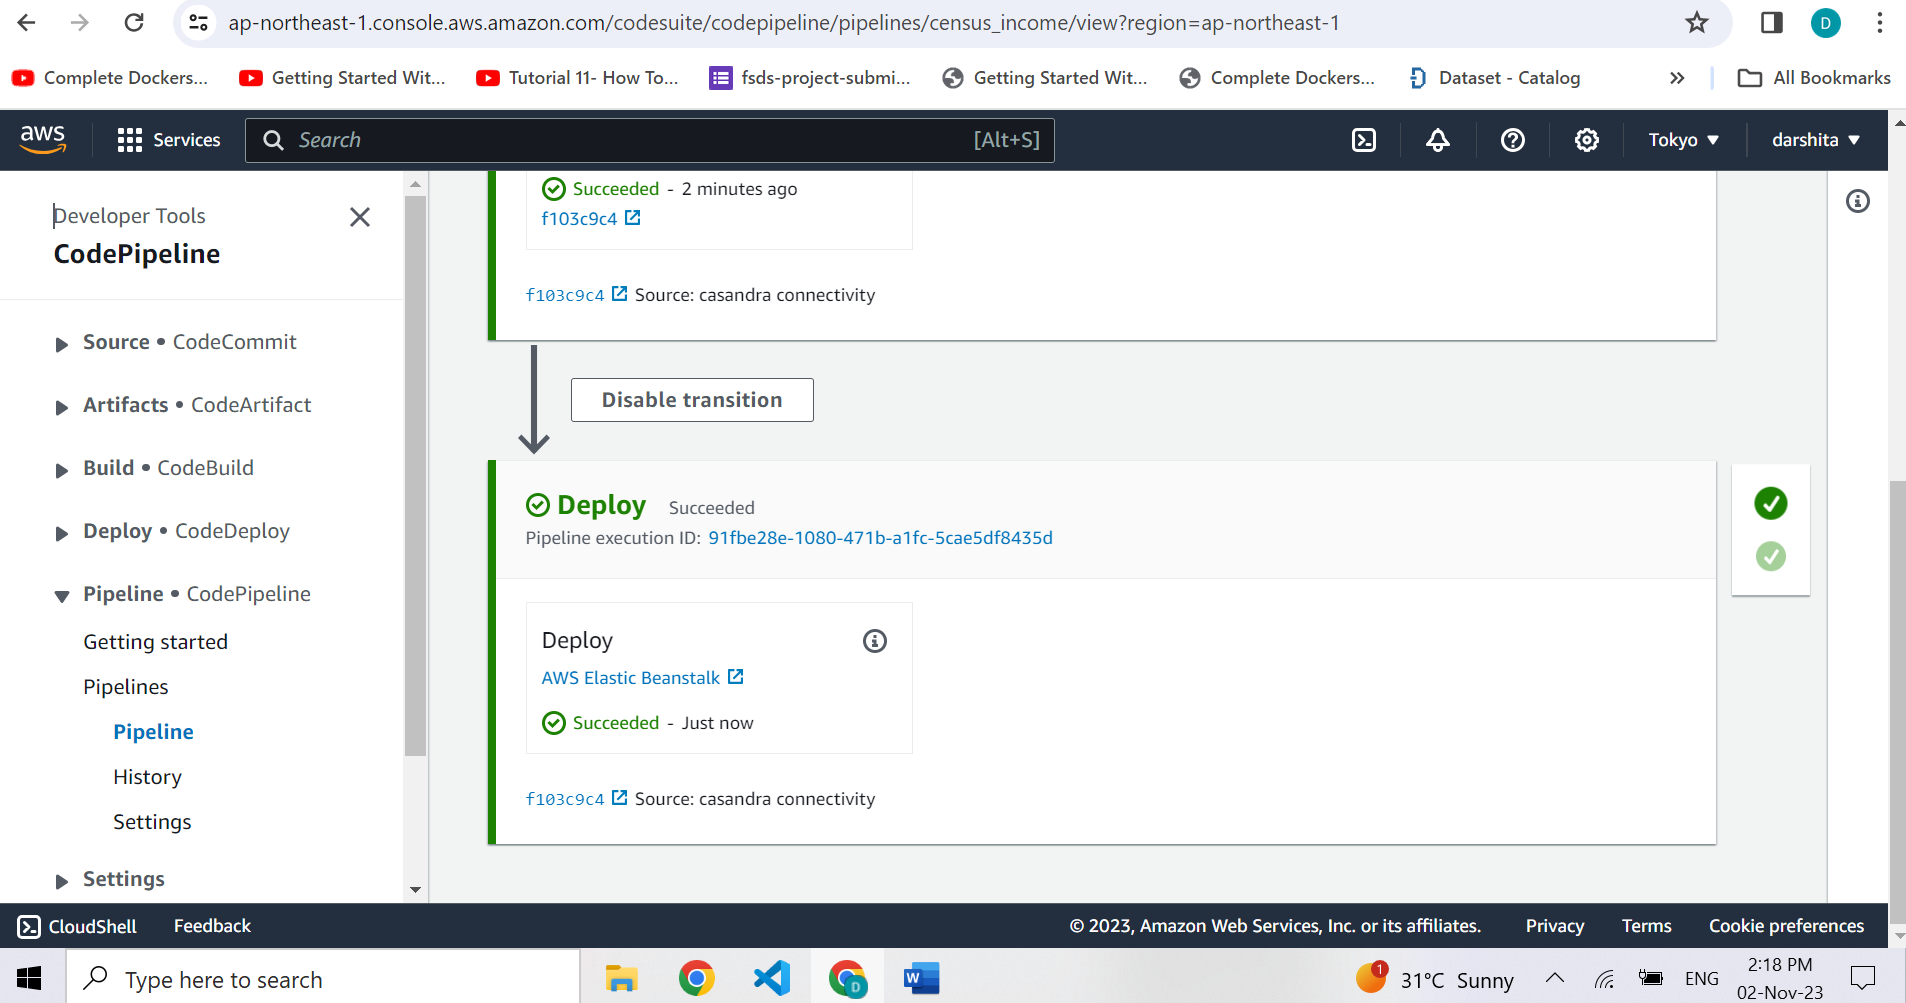 ap-northeast-1.console.aws.amazon.com/codesuite/codepipeline/pipelines/census_income/view?region=ap-northeast-1
D
Complete Dockers...
Getting Started Wit...
Tutorial 11- How To...
fsds-project-submi...
Getting Started Wit...
Complete Dockers...
Dataset - Catalog
»
All Bookmarks
aws
Services
Search
[Alt+S]
Tokyo
darshita
Developer Tools
CodePipeline
Source • CodeCommit
Artifacts • CodeArtifact
Build • CodeBuild
Deploy • CodeDeploy
Pipeline • CodePipeline
Getting started
Pipelines
Pipeline
History
Settings
Settings
Succeeded - 2 minutes ago
f103c9c4
f103c9c4 Source: casandra connectivity
Disable transition
Deploy Succeeded
Pipeline execution ID: 91fbe28e-1080-471b-a1fc-5cae5df8435d
Deploy
AWS Elastic Beanstalk
Succeeded - Just now
f103c9c4 Source: casandra connectivity
CloudShell
Feedback
© 2023, Amazon Web Services, Inc. or its affiliates.
Privacy
Terms
Cookie preferences
Type here to search
D
W
1
31°C Sunny
ENG
2:18 PM
02-Nov-23